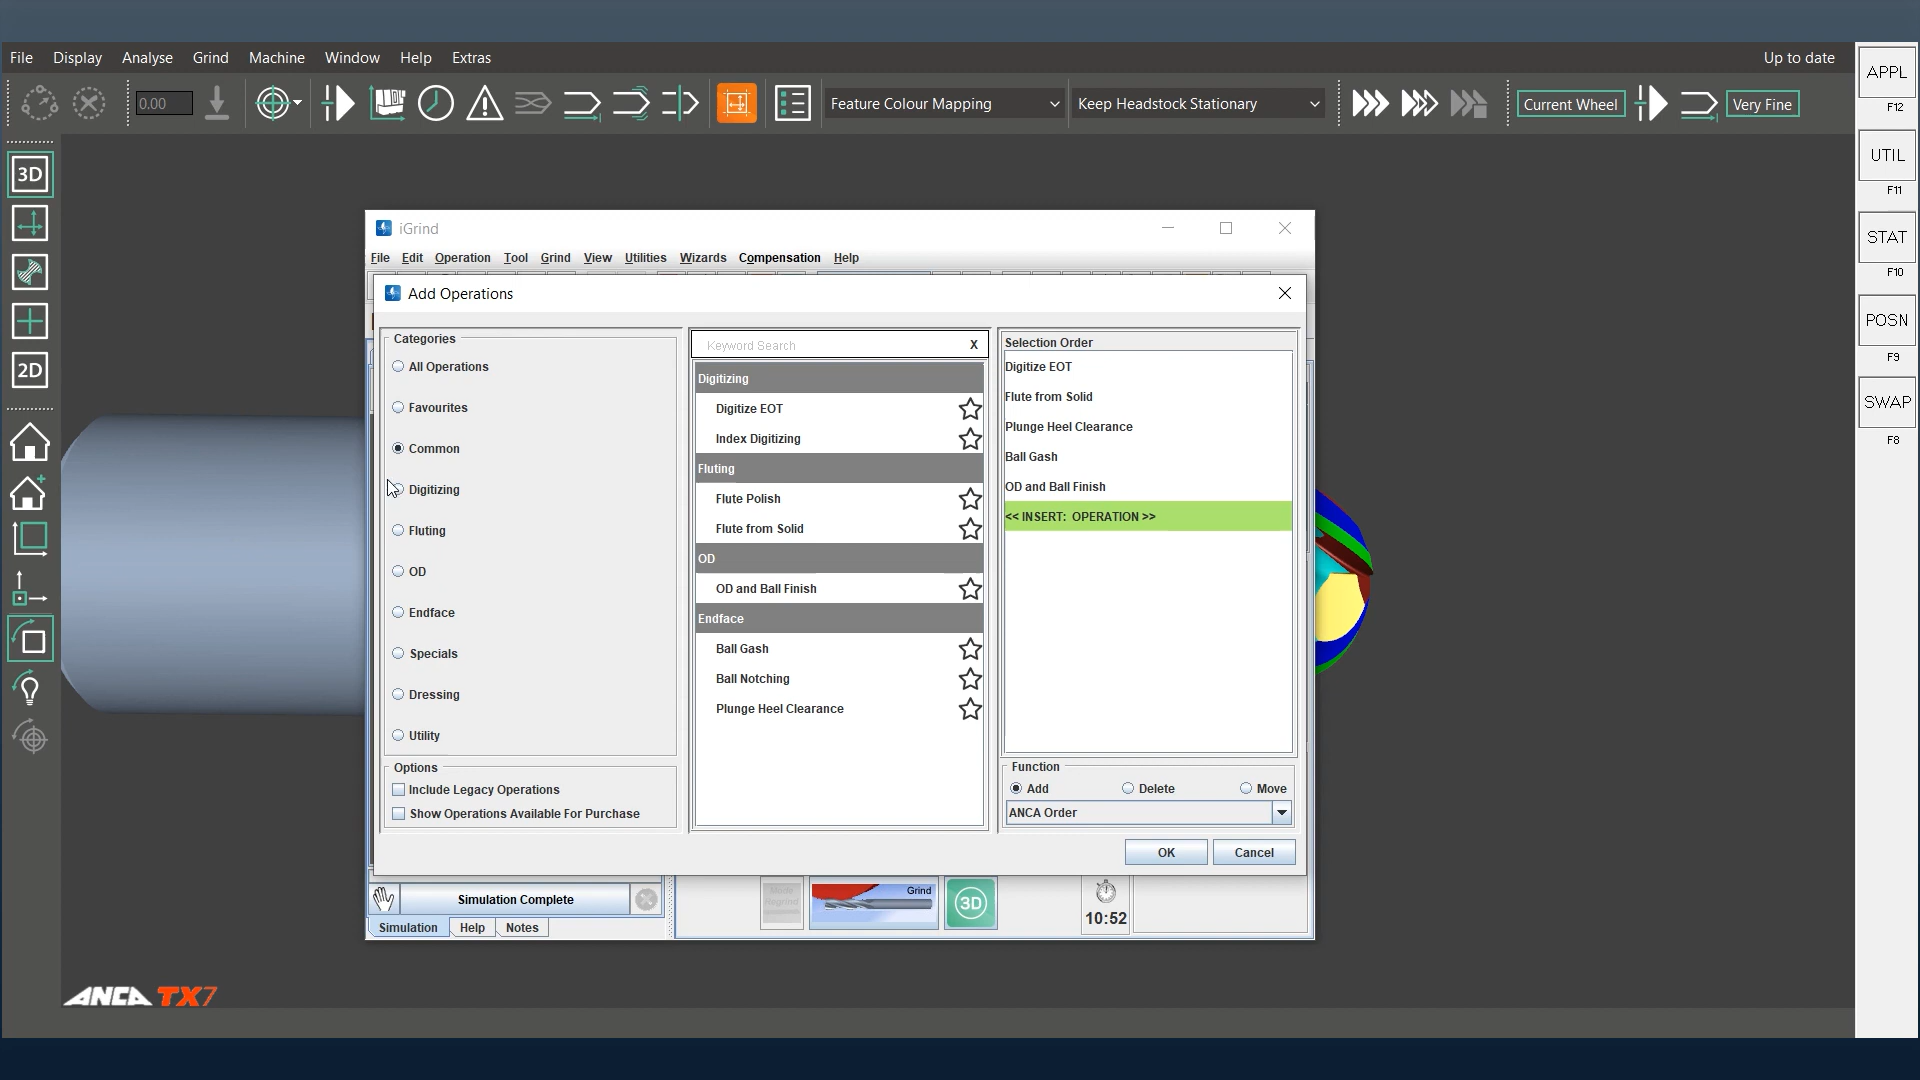 File Display Analyse Grind Machine Window Help Extras Up to date
0.00 Feature Colour Mapping Keep Headstock Stationary Current Wheel Very Fine
APPL
F12
UTIL
F11
STAT
F10
POSN
F9
SWAP
F8
3D
2D
iGrind
File Edit Operation Tool Grind View Utilities Wizards Compensation Help
Add Operations
Categories
All Operations
Favourites
Common
Digitizing
Fluting
OD
Endface
Specials
Dressing
Utility
Options
Include Legacy Operations
Show Operations Available For Purchase
Keyword Search X
Digitizing
Digitize EOT
Index Digitizing
Fluting
Flute Polish
Flute from Solid
OD
OD and Ball Finish
Endface
Ball Gash
Ball Notching
Plunge Heel Clearance
Selection Order
Digitize EOT
Flute from Solid
Plunge Heel Clearance
Ball Gash
OD and Ball Finish
<< INSERT: OPERATION >>
Function
Add Delete Move
ANCA Order
OK Cancel
Simulation Complete
Mode Regrind
Grind
3D
10:52
Simulation Help Notes
ANCA TX7